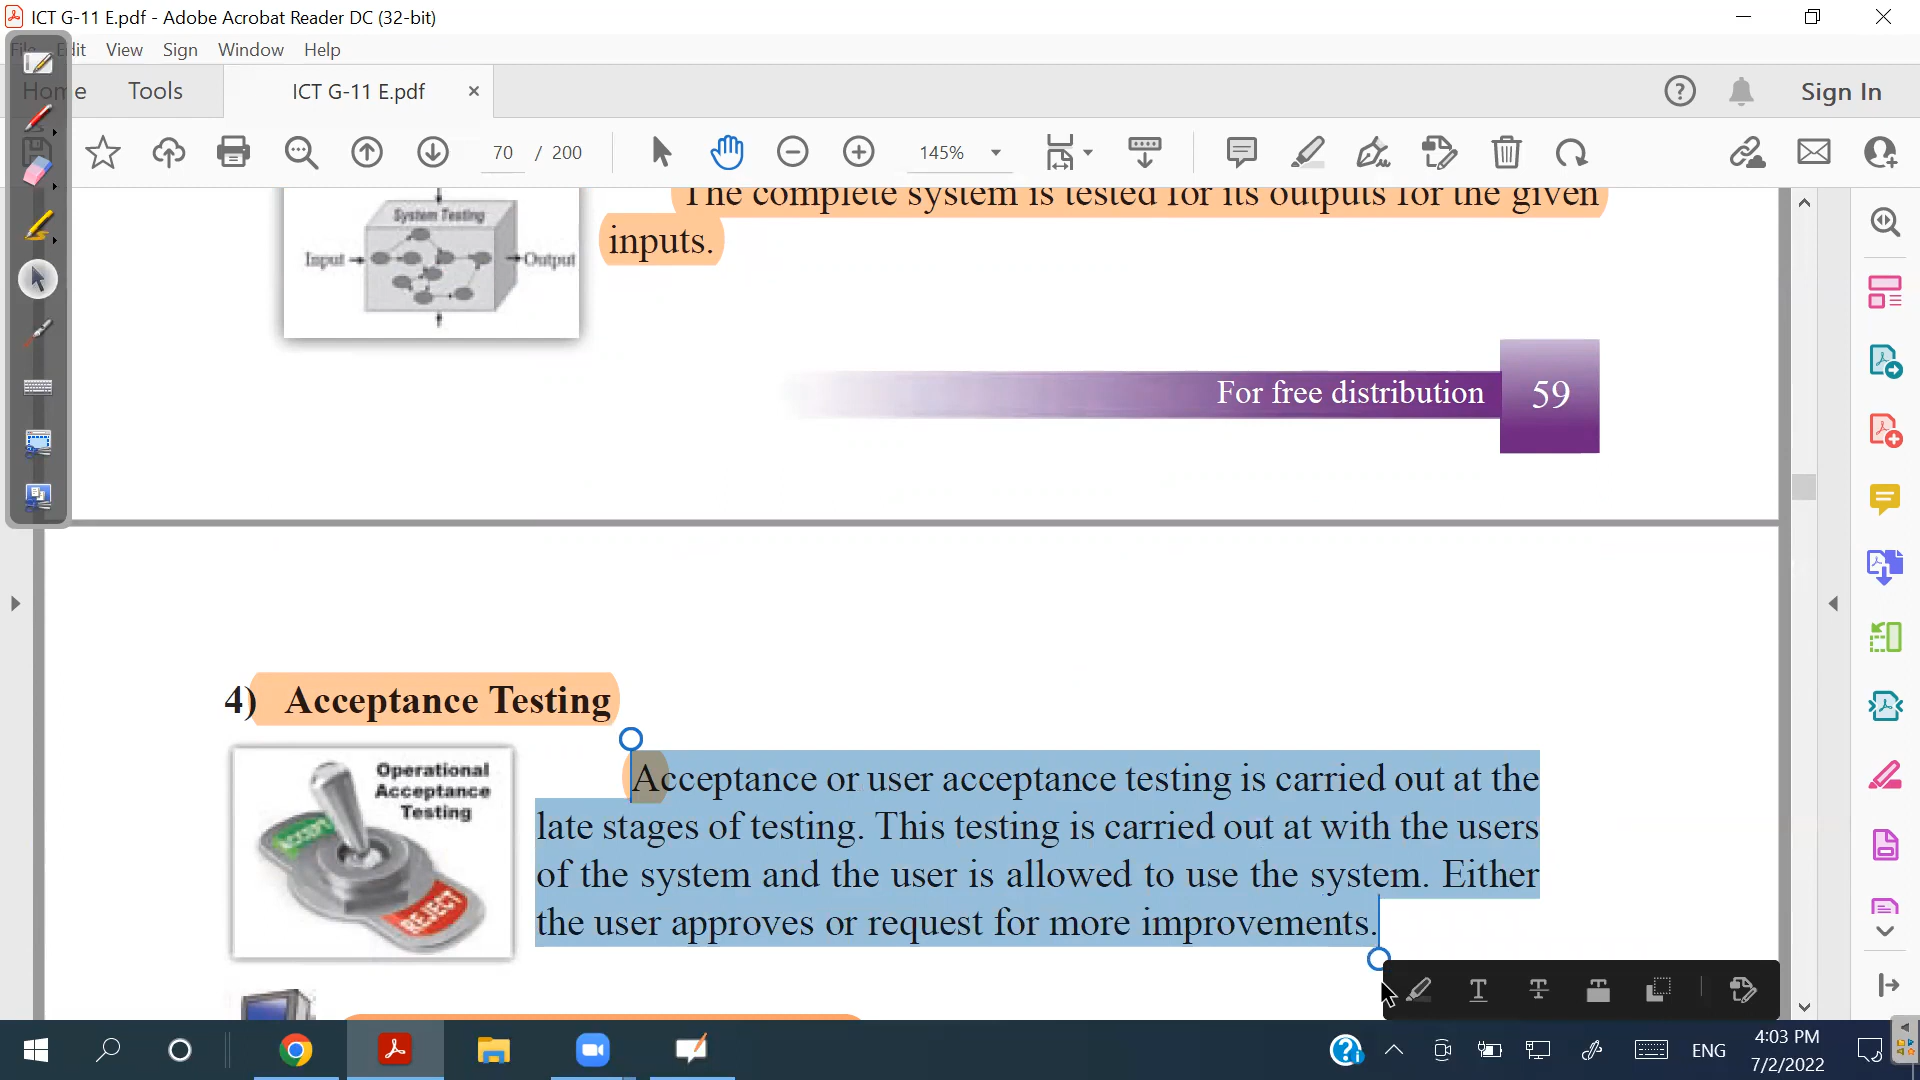 ICT G-11 E.pdf - Adobe Acrobat Reader DC (32-bit)
File Edit View Sign Window Help
Home Tools ICT G-11 E.pdf × Sign In
70 / 200 145%
The complete system is tested for its outputs for the given
inputs.
System Testing
Input Output
For free distribution 59
4) Acceptance Testing
Operational
Acceptance
Testing
ACCEPT
REJECT
Acceptance or user acceptance testing is carried out at the
late stages of testing. This testing is carried out at with the users
of the system and the user is allowed to use the system. Either
the user approves or request for more improvements.
ENG
4:03 PM
7/2/2022